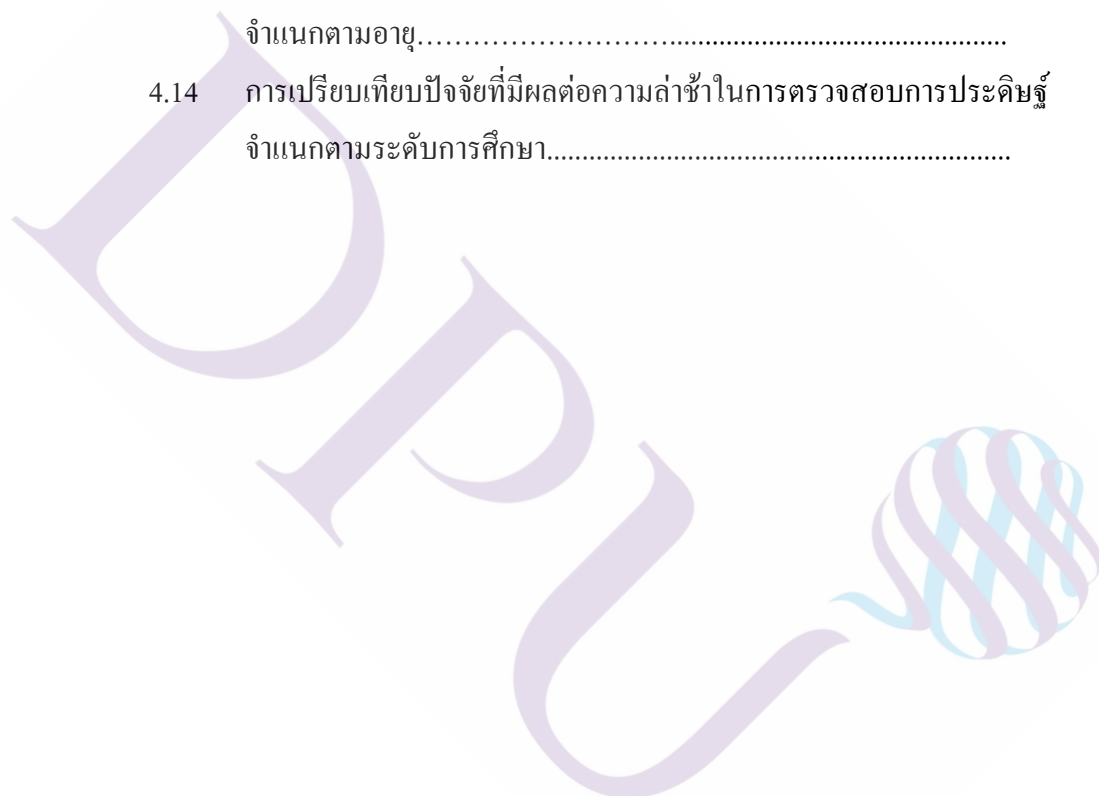 จำแนกตามอายุ……………………….................................................
4.14 การเปรียบเทียบปัจจัยที่มีผลต่อความล่าช้าในการตรวจสอบการประดิษฐ์
จำแนกตามระดับการศึกษา...................................................................
DPU